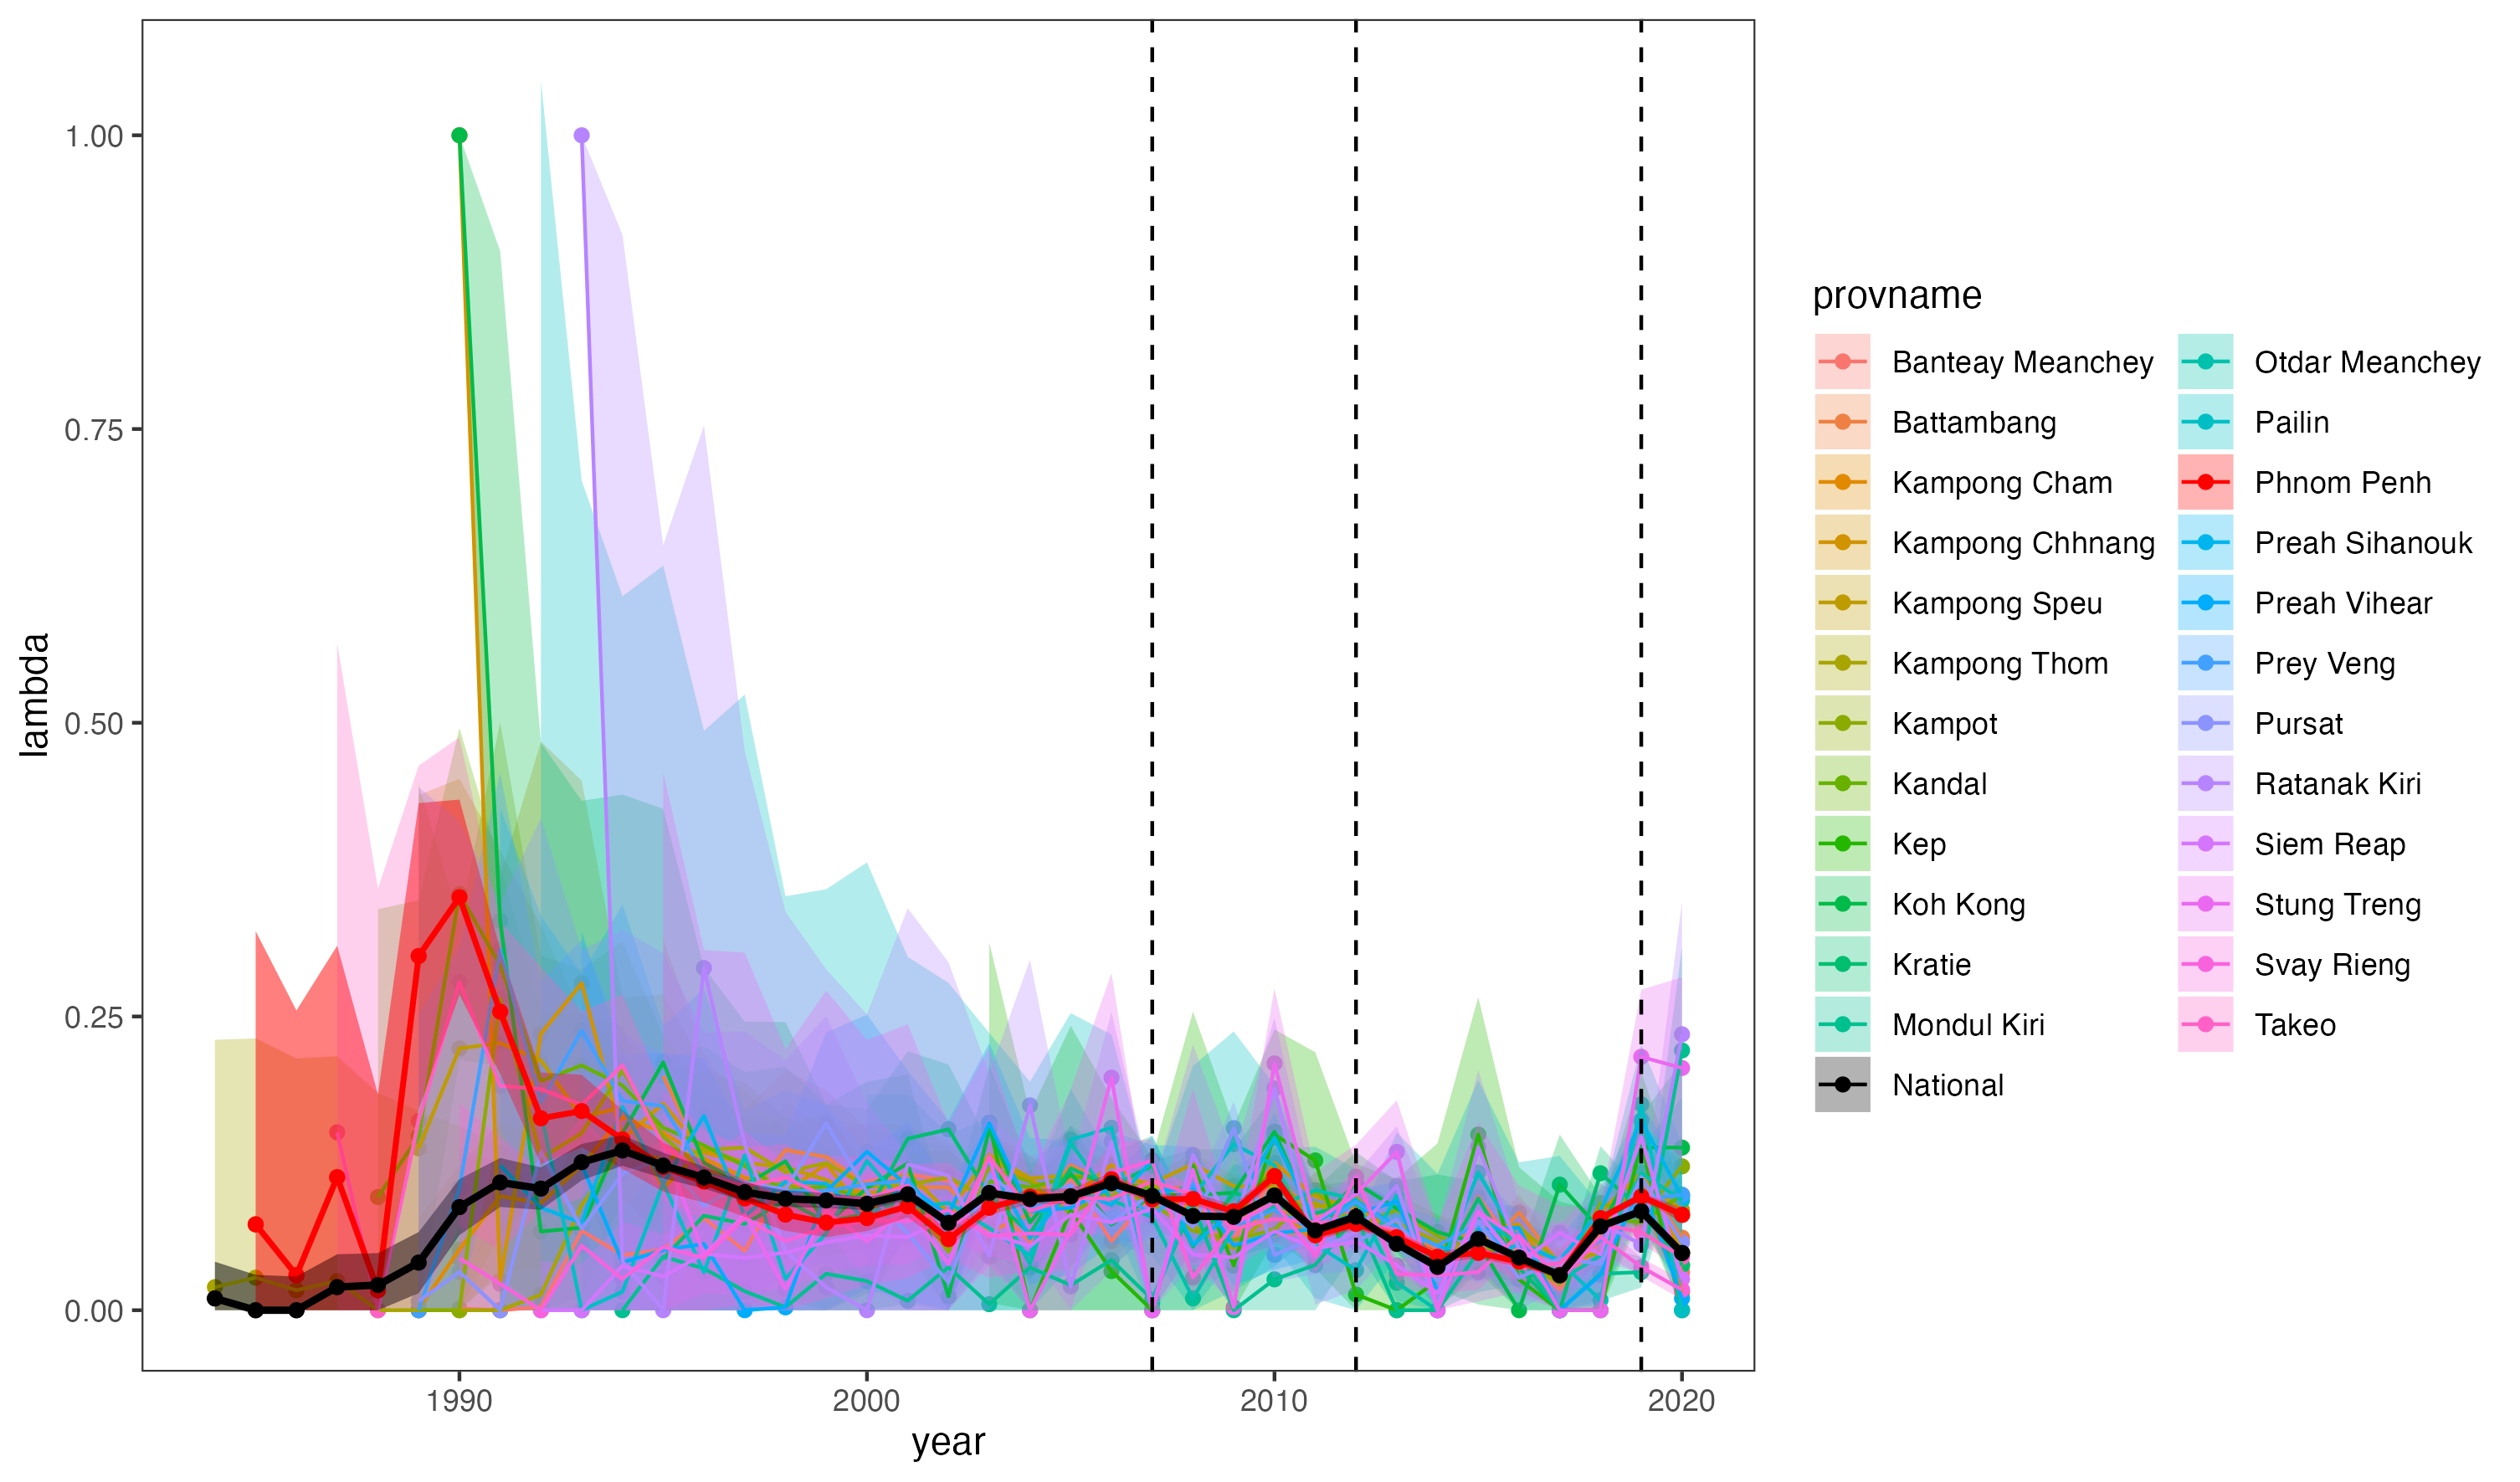 1.00
0.75
0.50
0.25
0.00
lambda
1990
2000
2010
2020
year
provname
Banteay Meanchey
Battambang
Kampong Cham
Kampong Chhnang
Kampong Speu
Kampong Thom
Kampot
Kandal
Kep
Koh Kong
Kratie
Mondul Kiri
National
Otdar Meanchey
Pailin
Phnom Penh
Preah Sihanouk
Preah Vihear
Prey Veng
Pursat
Ratanak Kiri
Siem Reap
Stung Treng
Svay Rieng
Takeo